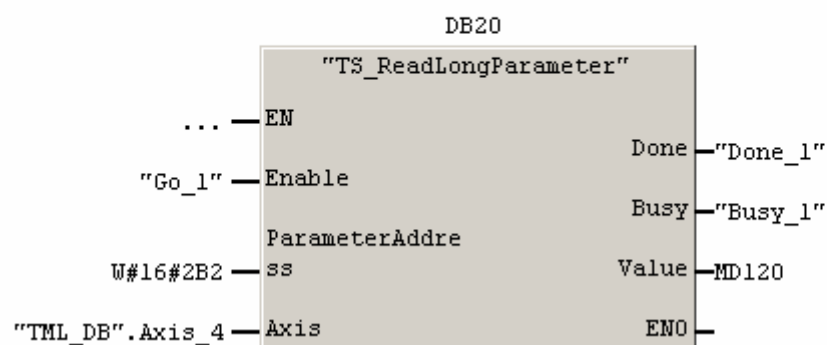 DB20
"TS_ReadLongParameter"
... EN
Done "Done_1"
"Go_1" Enable
Busy "Busy_1"
ParameterAddre
W#16#2B2 ss Value MD120
"TML_DB".Axis_4 Axis ENO